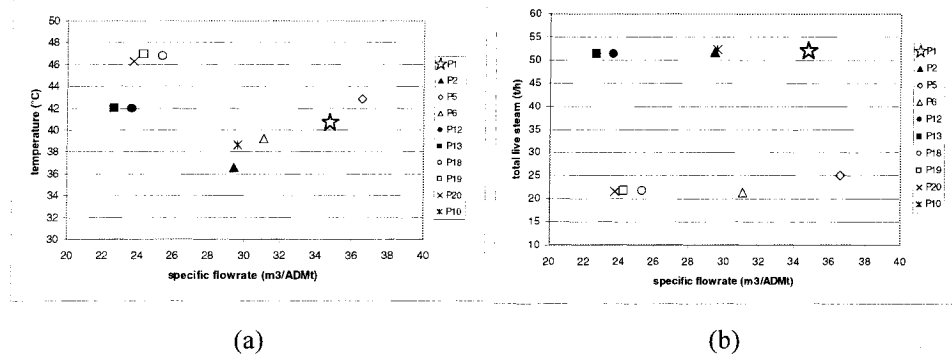 50
48
46
44
42
40
38
36
34
32
30
temperature (°C)
20 22 24 26 28 30 32 34 36 38 40
specific flowrate (m3/ADMt)
P1
P2
P5
P6
P12
P13
P18
P19
P20
P10
(a)
60
55
50
45
40
35
30
25
20
15
10
total live steam (t/h)
20 22 24 26 28 30 32 34 36 38 40
specific flowrate (m3/ADMt)
P1
P2
P5
P6
P12
P13
P18
P19
P20
P10
(b)